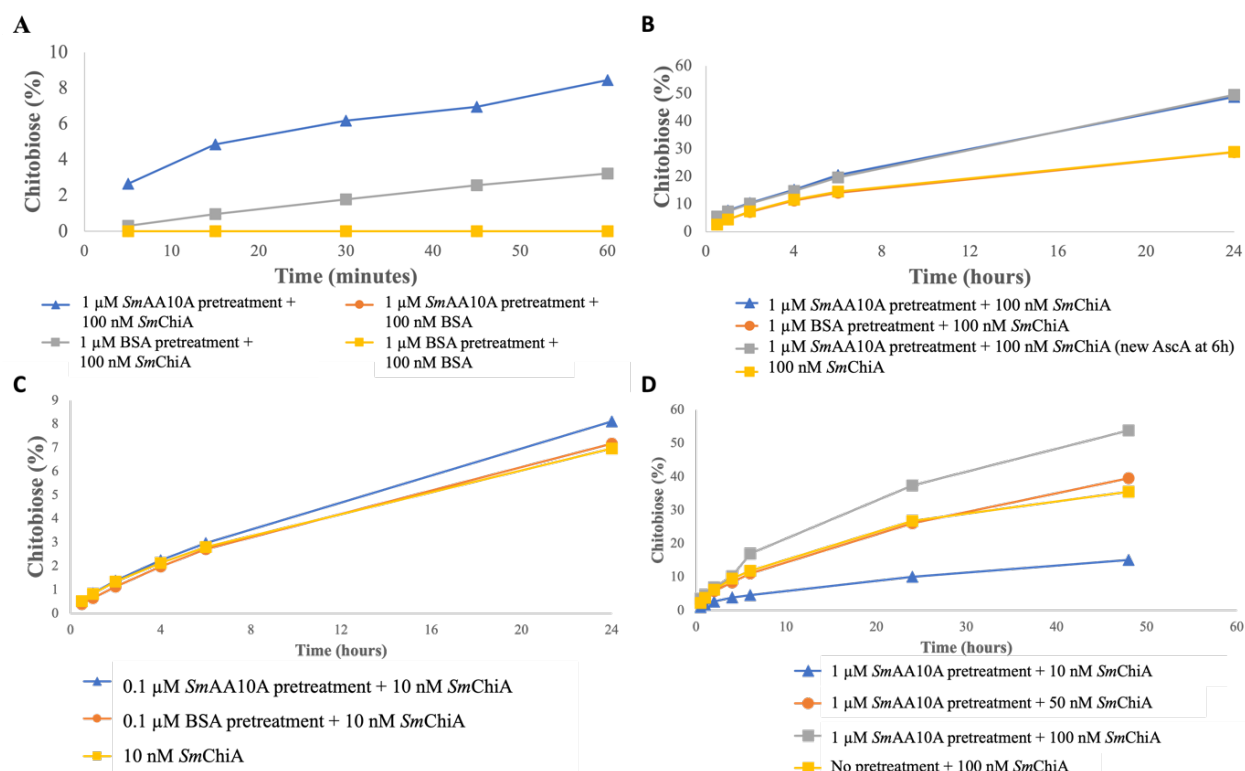 A
10
8
6
4
2
0
0 10 20 30 40 50 60
Chitobiose (%)
Time (minutes)
1 µM SmAA10A pretreatment +
100 nM SmChiA
1 µM SmAA10A pretreatment +
100 nM BSA
1 µM BSA pretreatment +
100 nM SmChiA
1 µM BSA pretreatment +
100 nM BSA
B
60
50
40
30
20
10
0
0 4 8 12 16 20 24
Chitobiose (%)
Time (hours)
1 µM SmAA10A pretreatment + 100 nM SmChiA
1 µM BSA pretreatment + 100 nM SmChiA
1 µM SmAA10A pretreatment + 100 nM SmChiA (new AscA at 6h)
100 nM SmChiA
C
9
8
7
6
5
4
3
2
1
0
0 4 8 12 16 20 24
Chitobiose (%)
Time (hours)
0.1 µM SmAA10A pretreatment + 10 nM SmChiA
0.1 µM BSA pretreatment + 10 nM SmChiA
10 nM SmChiA
D
60
50
40
30
20
10
0
0 10 20 30 40 50 60
Chitobiose (%)
Time (hours)
1 µM SmAA10A pretreatment + 10 nM SmChiA
1 µM SmAA10A pretreatment + 50 nM SmChiA
1 µM SmAA10A pretreatment + 100 nM SmChiA
No pretreatment + 100 nM SmChiA